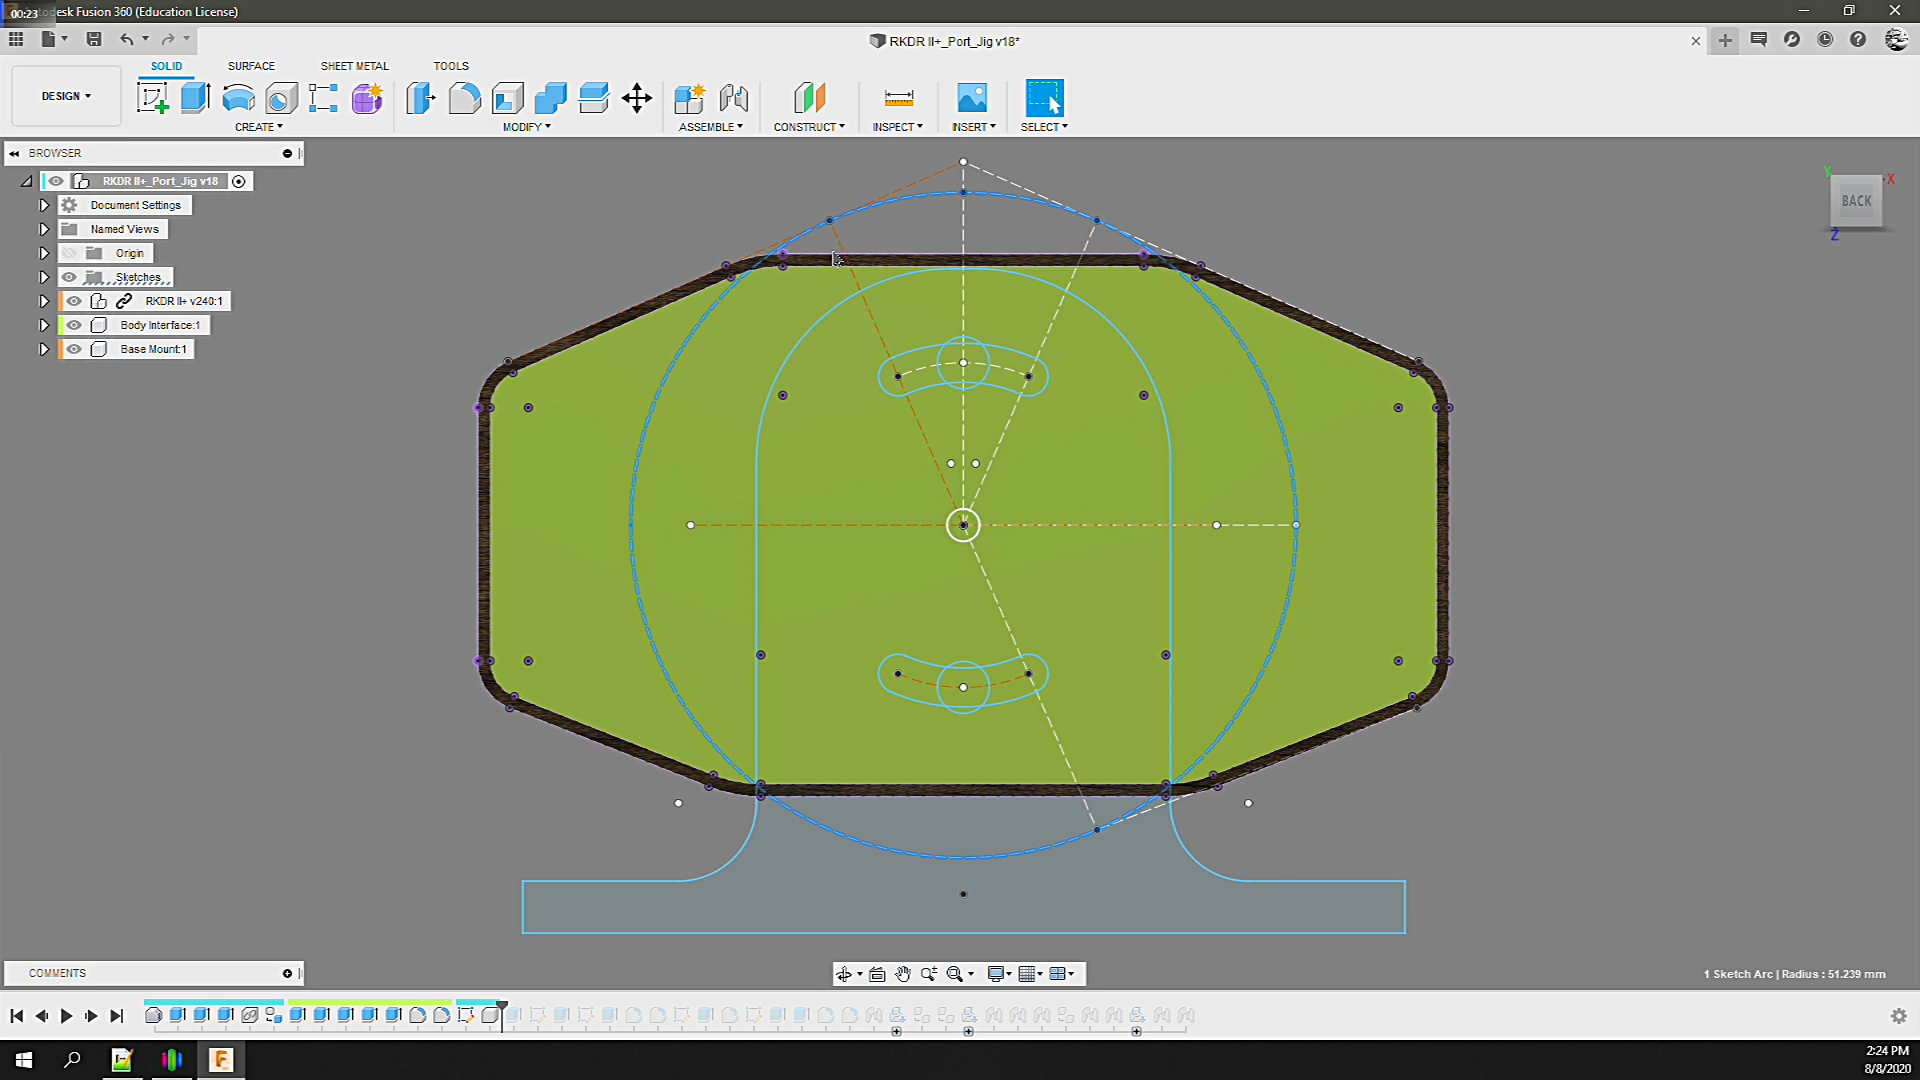 00:23
odesk Fusion 360 (Education License)
RKDR II+_Port_Jig v18*
SOLID
SURFACE
SHEET METAL
TOOLS
DESIGN
CREATE
MODIFY
ASSEMBLE
CONSTRUCT
INSPECT
INSERT
SELECT
BROWSER
RKDR II+_Port_Jig v18
Document Settings
Named Views
Origin
Sketches
RKDR II+ v240:1
Body Interface:1
Base Mount:1
Y
X
BACK
Z
COMMENTS
1 Sketch Arc | Radius : 51.239 mm
2:24 PM
8/8/2020